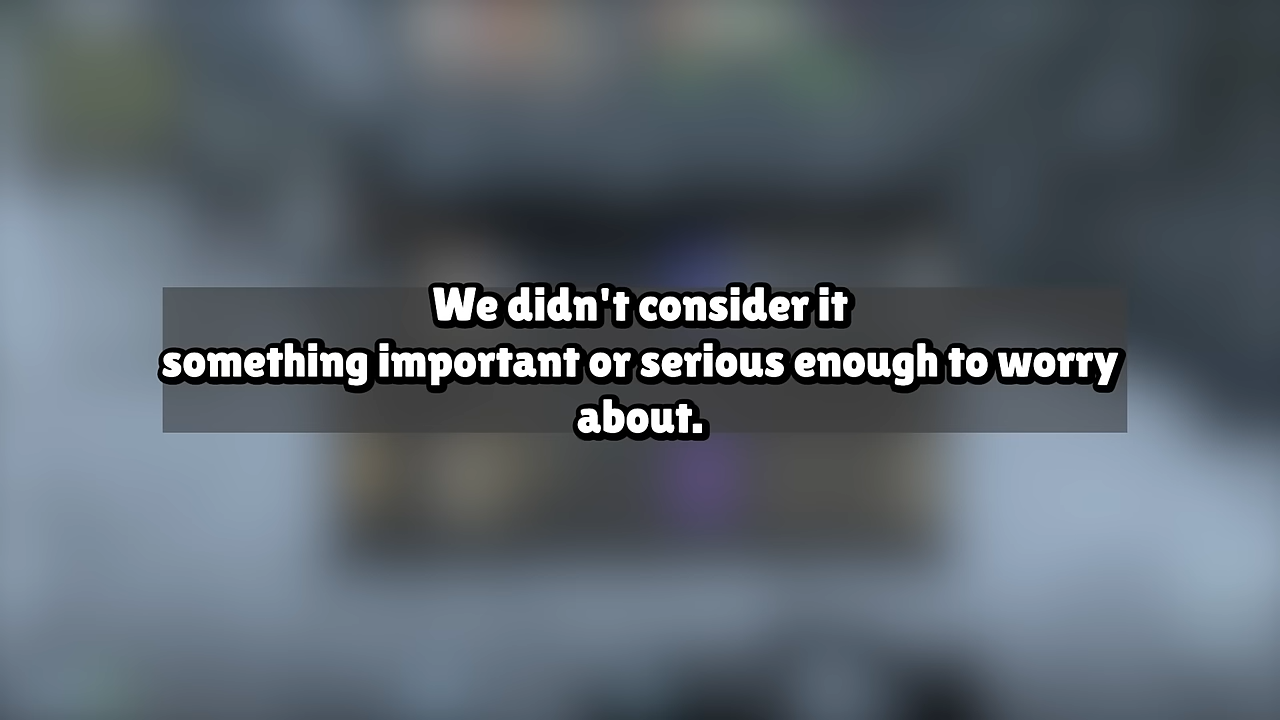 We didn't consider it
something important or serious enough to worry
about.